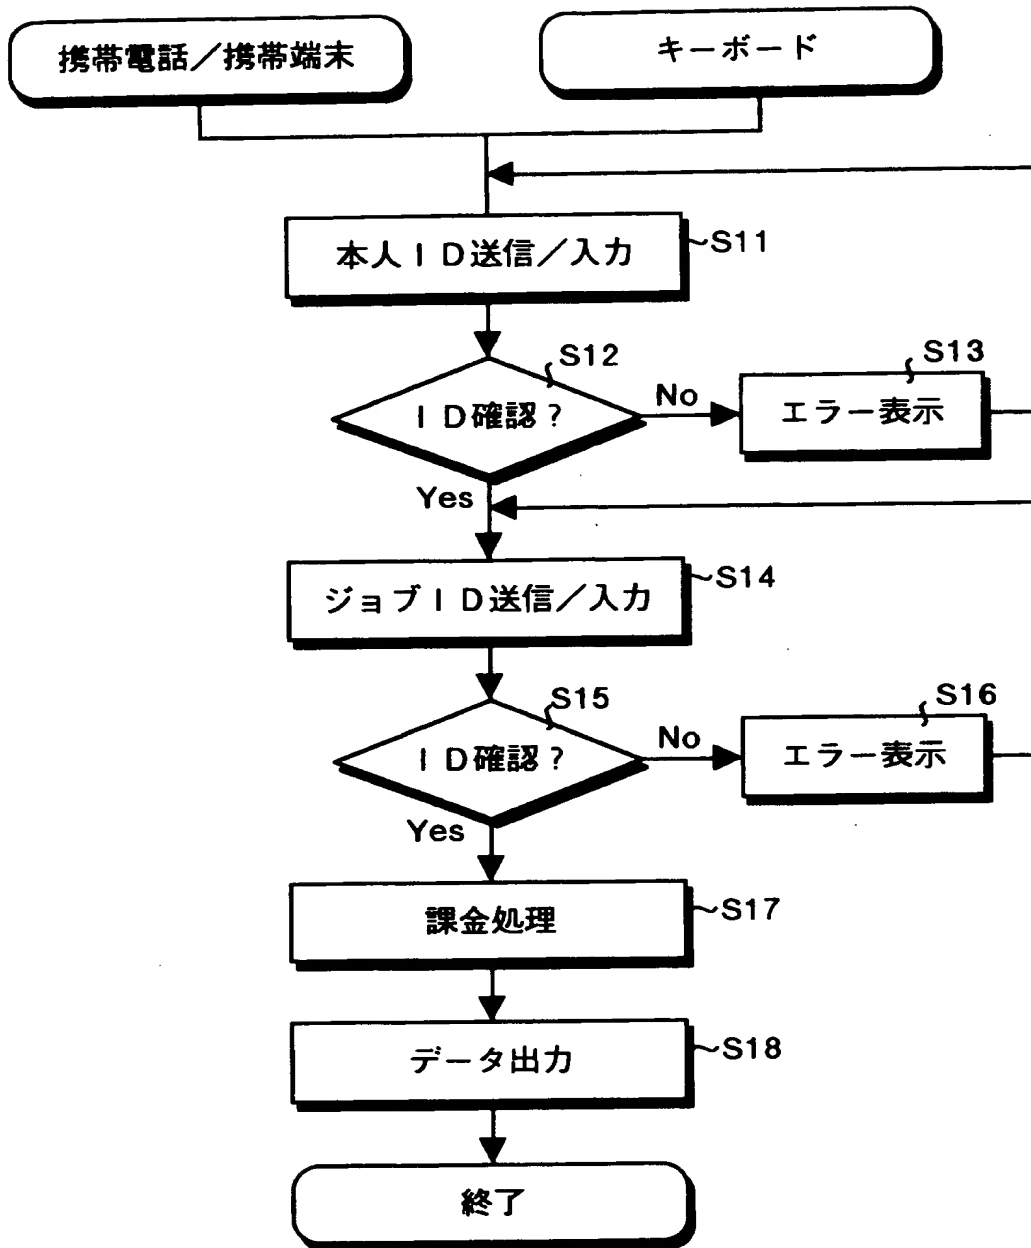 携帯電話／携帯端末
キーボード
本人ＩＤ送信／入力
S11
S12
ＩＤ確認？
No
S13
エラー表示
Yes
S14
ジョブＩＤ送信／入力
S15
ＩＤ確認？
No
S16
エラー表示
Yes
課金処理
S17
データ出力
S18
終了